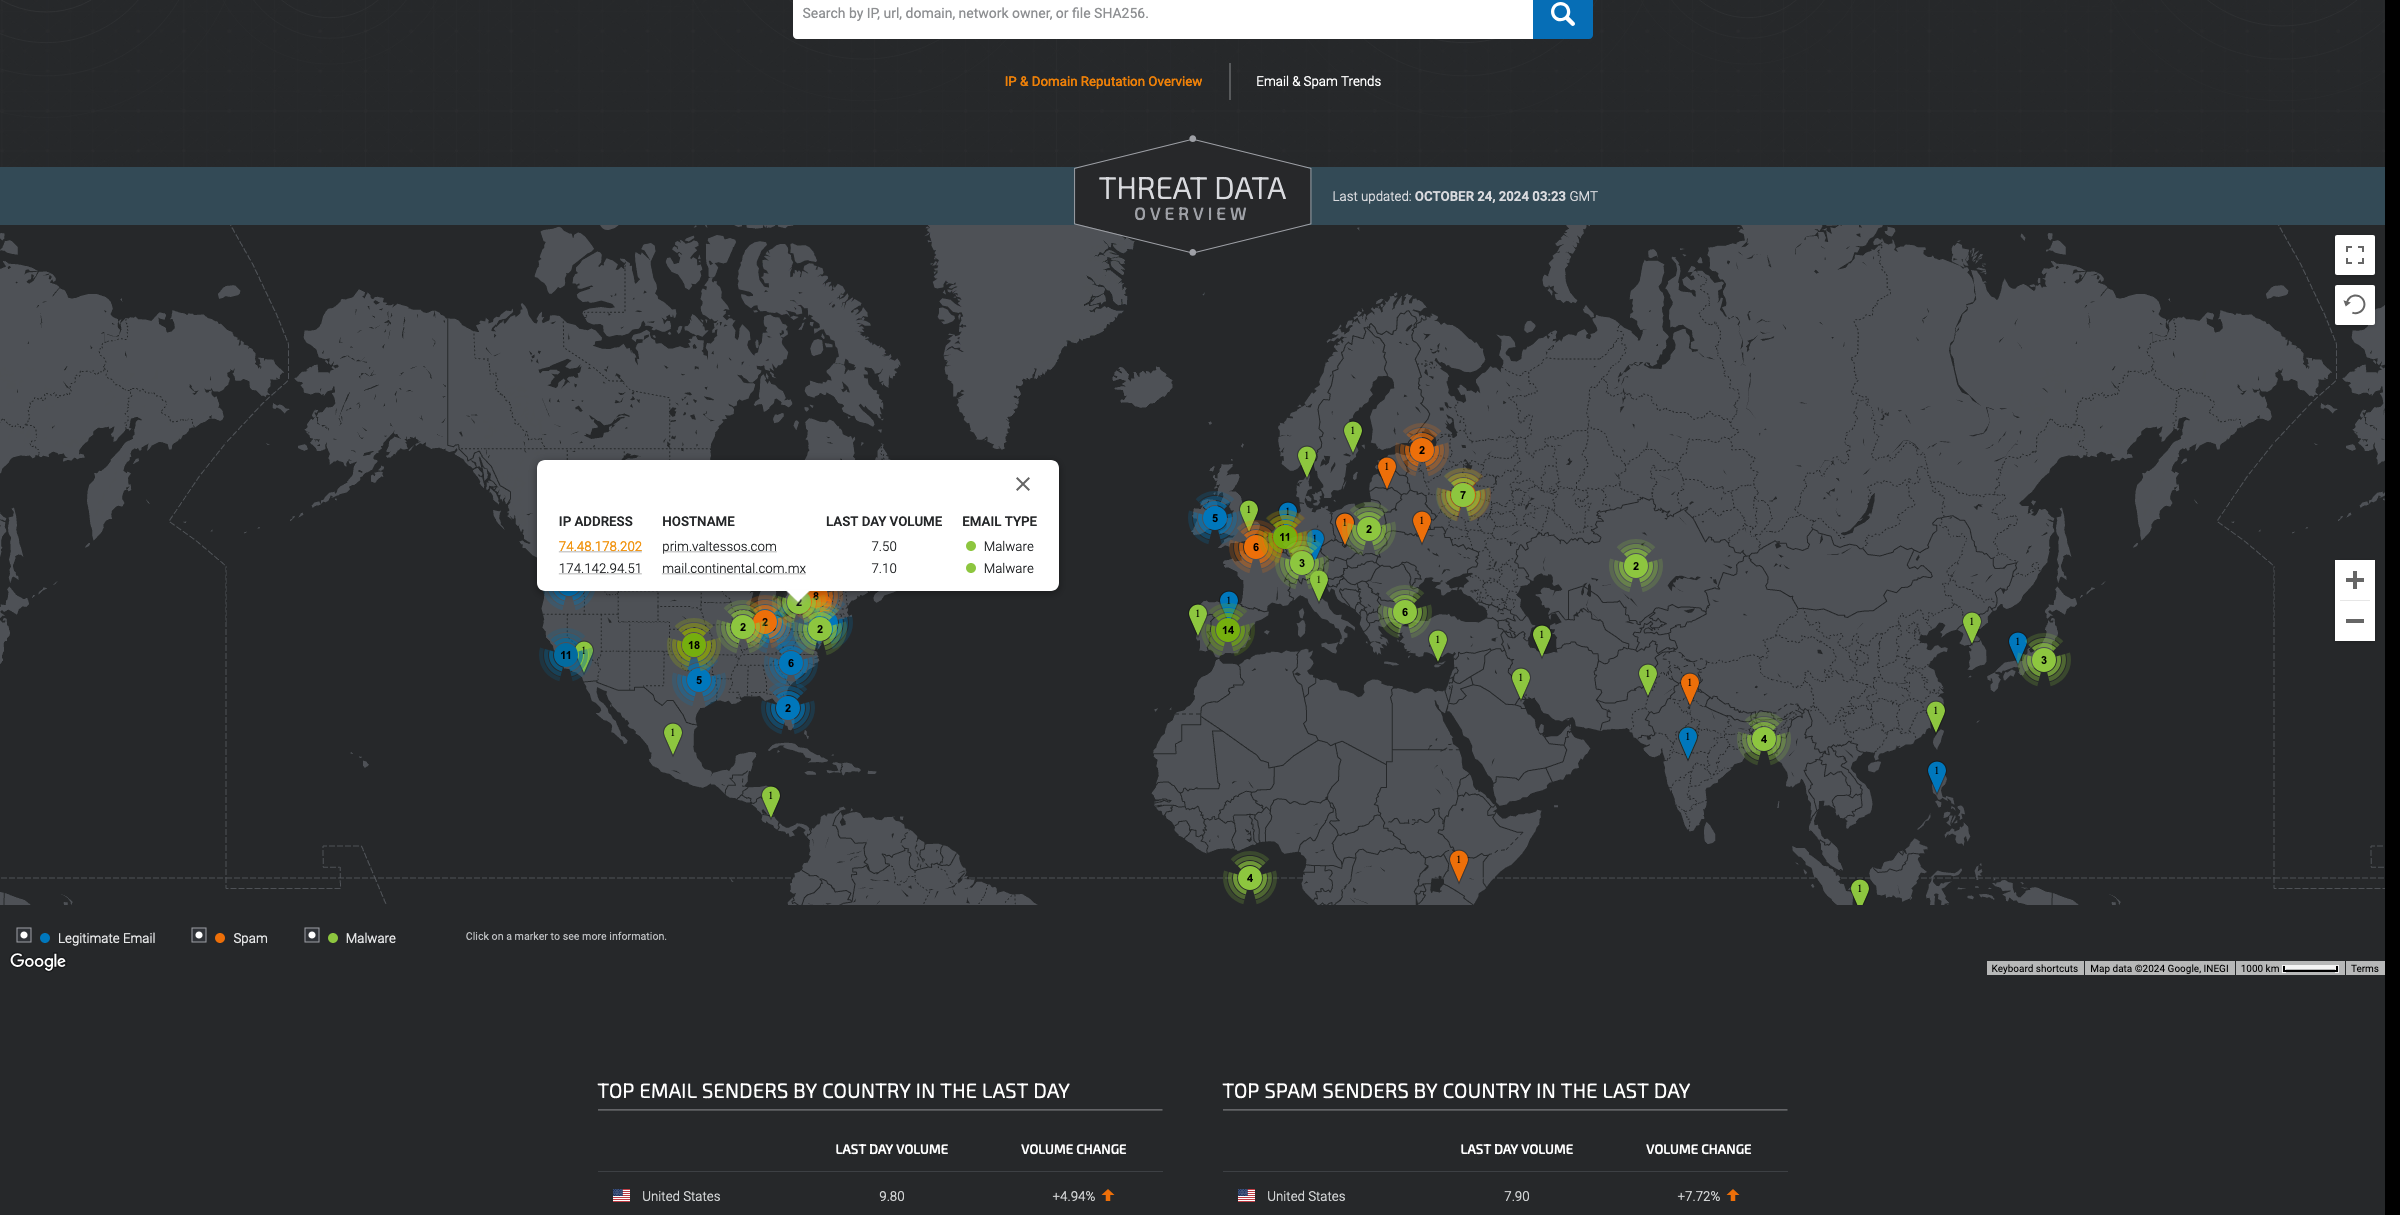 Search by IP, url, domain, network owner, or file SHA256.
IP & Domain Reputation Overview
Email & Spam Trends
THREAT DATA
OVERVIEW
Last updated: OCTOBER 24, 2024 03:23 GMT
IP ADDRESS HOSTNAME LAST DAY VOLUME EMAIL TYPE
74.48.178.202 prim.valtessos.com 7.50 Malware
174.142.94.51 mail.continental.com.mx 7.10 Malware
1
1
2
1
7
5
1
1
1
1
2
6
11
1
3
1
2
2
8
2
2
2
18
11
1
6
5
2
1
1
1
1
14
6
1
1
1
1
1
1
4
1
1
3
1
1
4
1
1
Legitimate Email
Spam
Malware
Click on a marker to see more information.
Google
Keyboard shortcuts
Map data ©2024 Google, INEGI
1000 km
Terms
TOP EMAIL SENDERS BY COUNTRY IN THE LAST DAY
LAST DAY VOLUME VOLUME CHANGE
United States 9.80 +4.94%
TOP SPAM SENDERS BY COUNTRY IN THE LAST DAY
LAST DAY VOLUME VOLUME CHANGE
United States 7.90 +7.72%